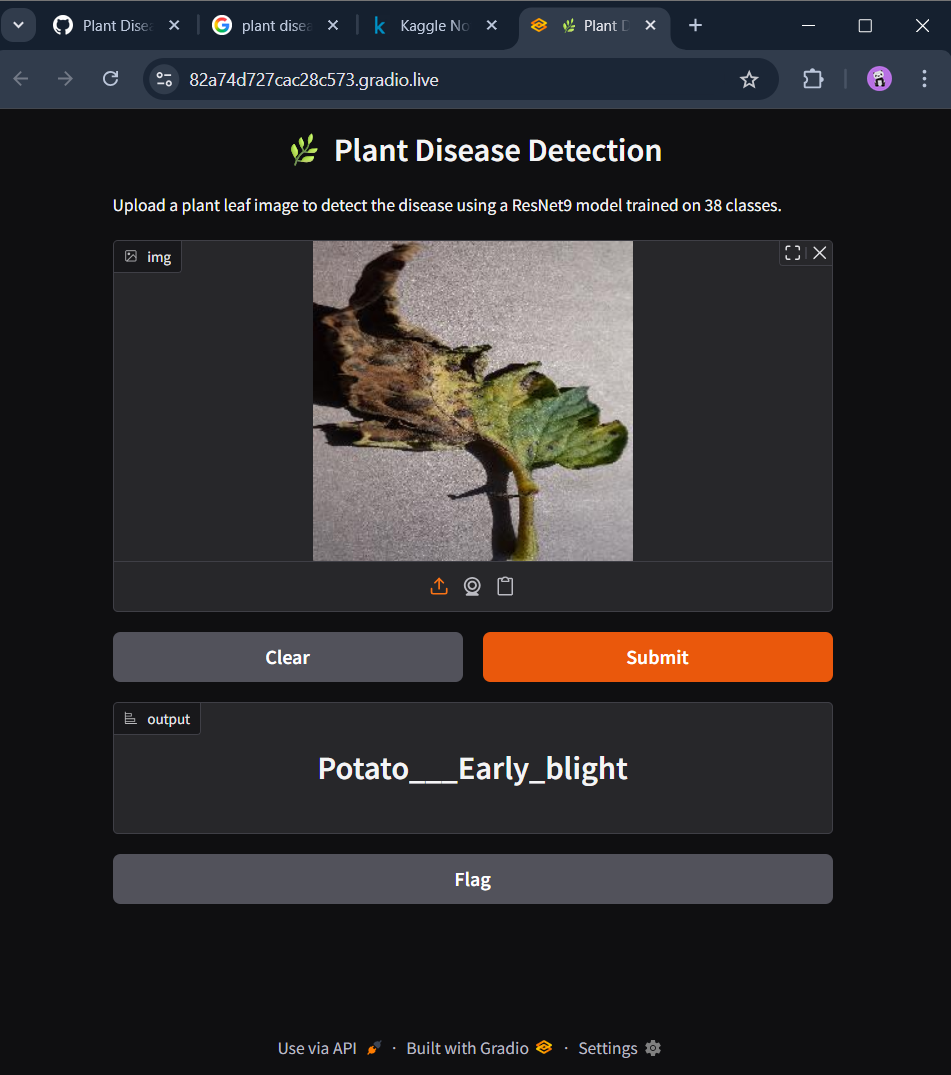 Plant Dise
plant disea
Kaggle No
Plant D
82a74d727cac28c573.gradio.live
Plant Disease Detection
Upload a plant leaf image to detect the disease using a ResNet9 model trained on 38 classes.
img
Clear
Submit
output
Potato___Early_blight
Flag
Use via API · Built with Gradio · Settings